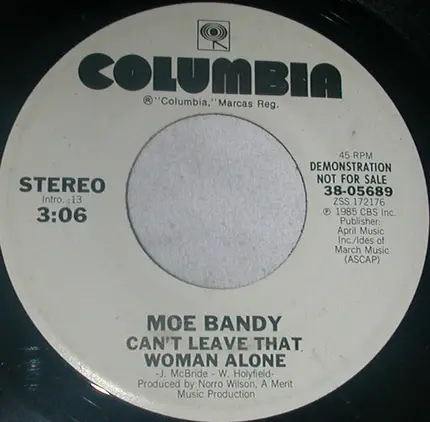 COLUMBIA
® "Columbia," Marcas Reg.
STEREO
Intro. :13
3:06
45 RPM
DEMONSTRATION
NOT FOR SALE
38-05689
ZSS 172176
℗ 1985 CBS Inc.
Publisher:
April Music
Inc./Ides of
March Music
(ASCAP)
MOE BANDY
CAN'T LEAVE THAT
WOMAN ALONE
-J. McBride - W. Holyfield-
Produced by Norro Wilson, A Merit
Music Production